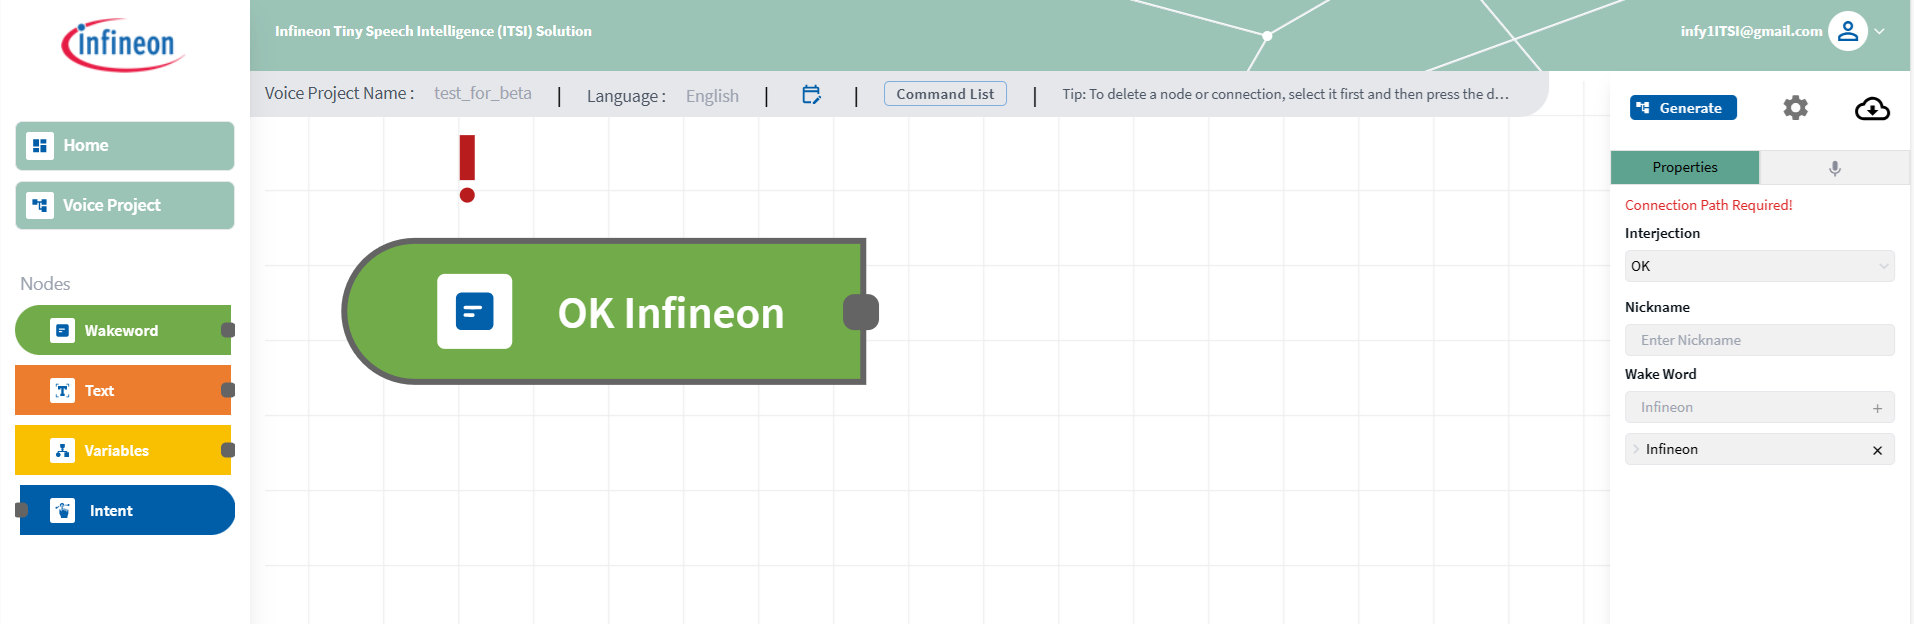 infineon
Infineon Tiny Speech Intelligence (ITSI) Solution
infy1ITSI@gmail.com
Voice Project Name :
test_for_beta
Language :
English
Command List
Tip: To delete a node or connection, select it first and then press the d...
Generate
Home
Voice Project
Nodes
Wakeword
Text
Variables
Intent
OK Infineon
Properties
Connection Path Required!
Interjection
OK
Nickname
Enter Nickname
Wake Word
Infineon
Infineon